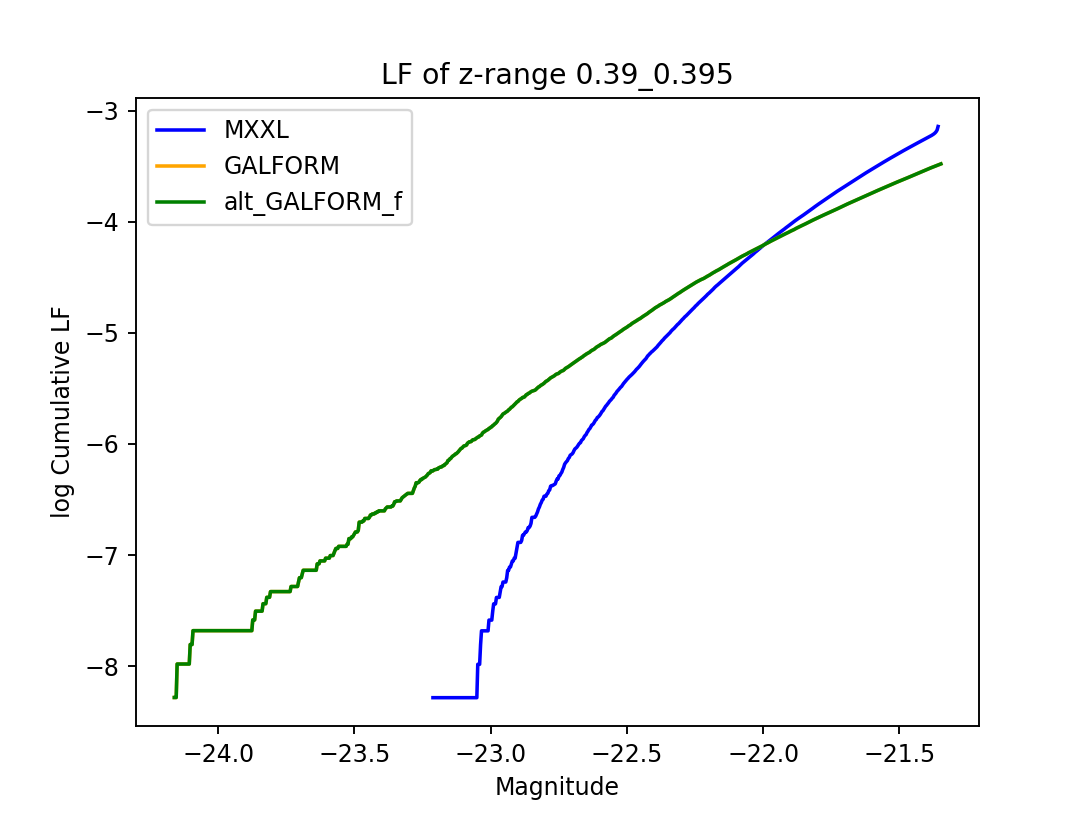 LF of z-range 0.39_0.395
−3
−4
−5
−6
−7
−8
log Cumulative LF
MXXL
GALFORM
alt_GALFORM_f
−24.0
−23.5
−23.0
−22.5
−22.0
−21.5
Magnitude